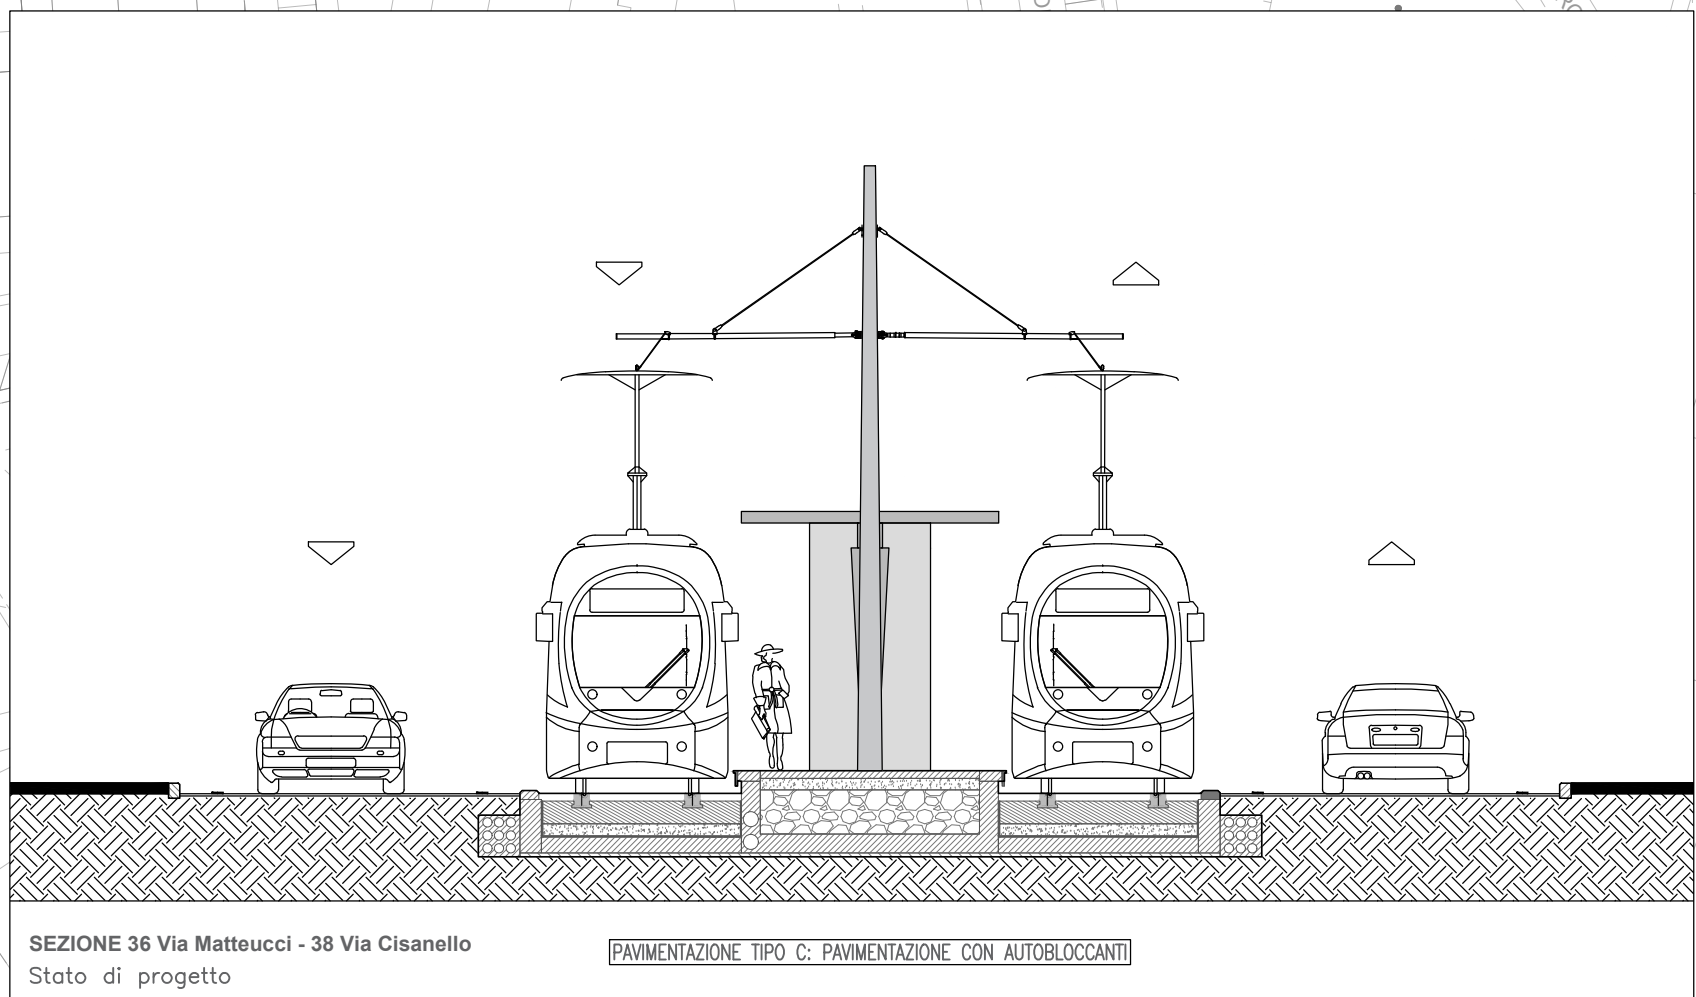 SEZIONE 36 Via Matteucci - 38 Via Cisanello
Stato di progetto
PAVIMENTAZIONE TIPO C: PAVIMENTAZIONE CON AUTOBLOCCANTI